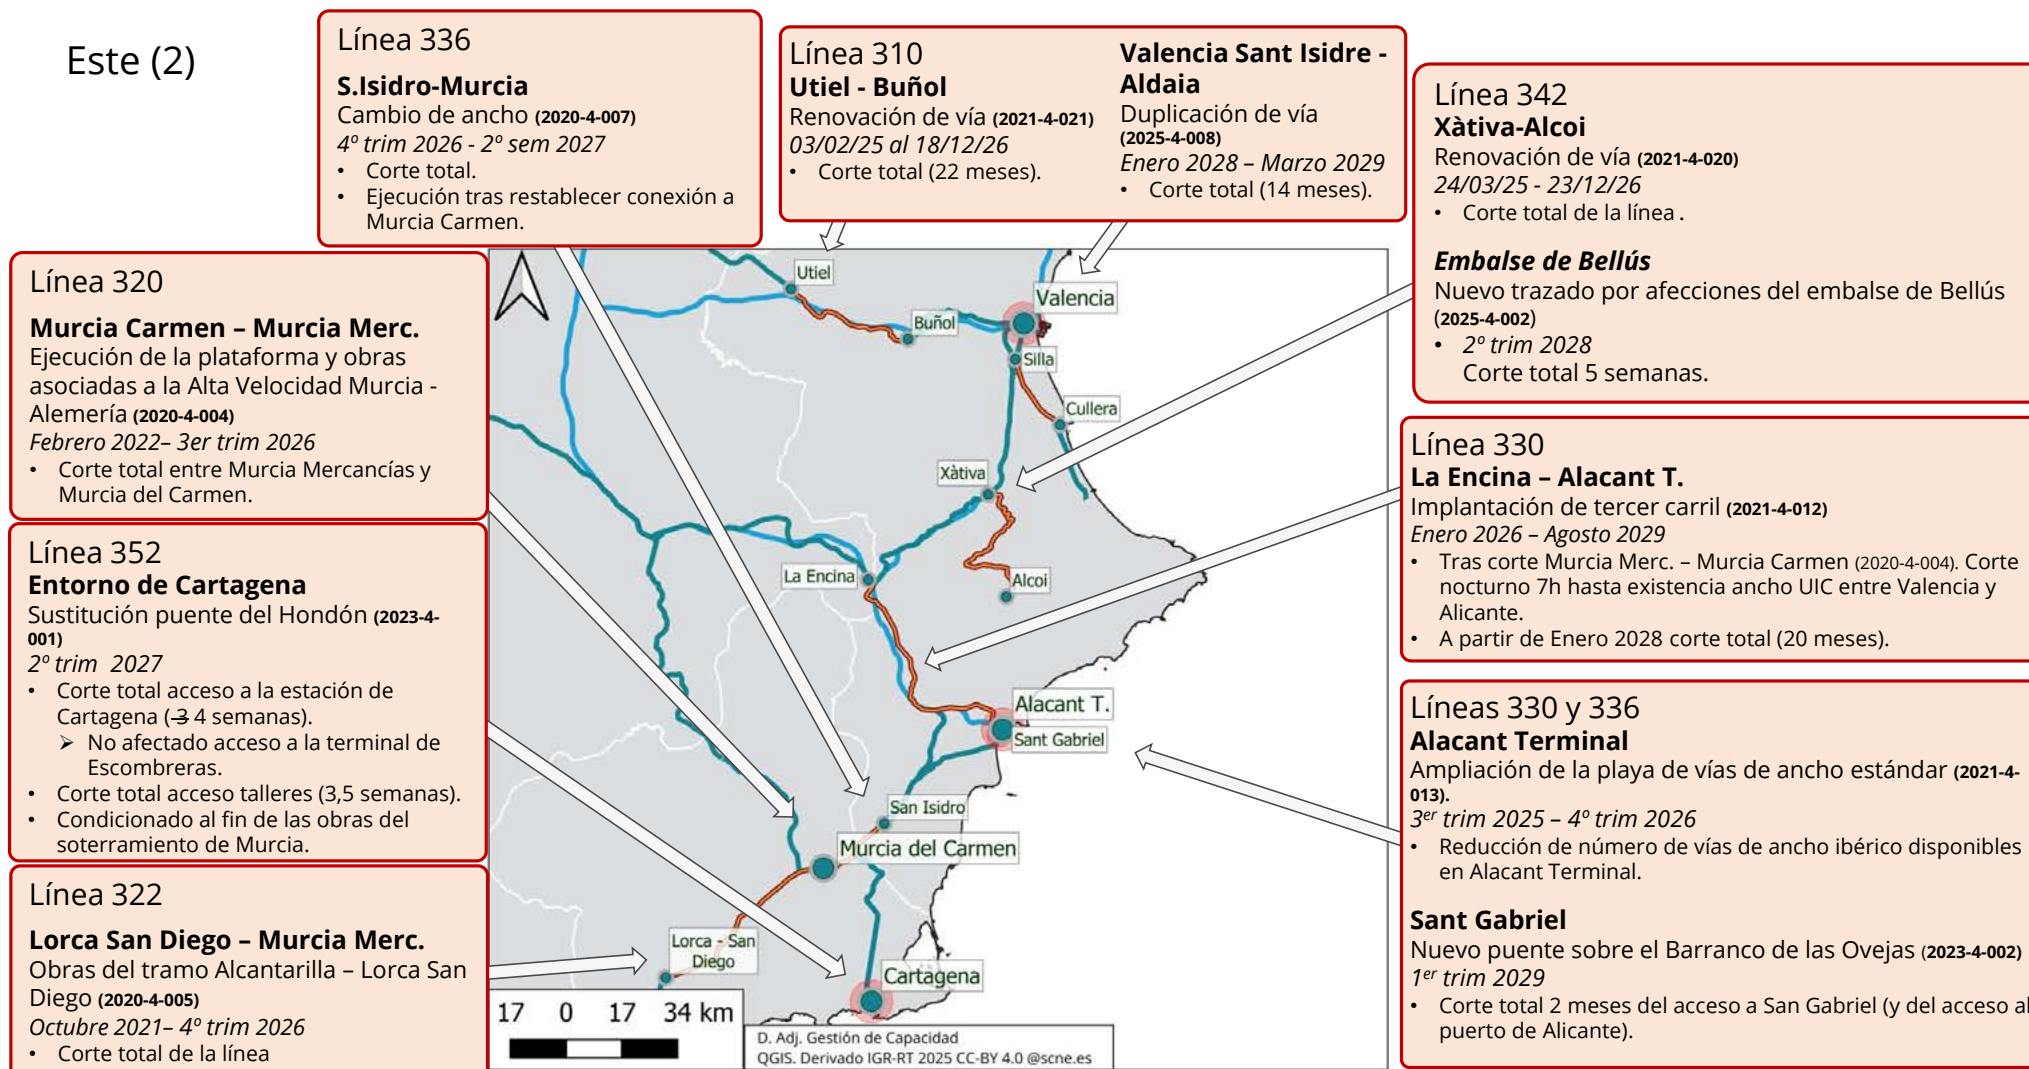 Este (2)
Línea 336
S.Isidro-Murcia
Cambio de ancho (2020-4-007)
4º trim 2026 - 2º sem 2027
• Corte total.
• Ejecución tras restablecer conexión a
Murcia Carmen.
Línea 310
Utiel - Buñol
Renovación de vía (2021-4-021)
03/02/25 al 18/12/26
• Corte total (22 meses).
Valencia Sant Isidre -
Aldaia
Duplicación de vía
(2025-4-008)
Enero 2028 – Marzo 2029
• Corte total (14 meses).
Línea 342
Xàtiva-Alcoi
Renovación de vía (2021-4-020)
24/03/25 - 23/12/26
• Corte total de la línea .
Embalse de Bellús
Nuevo trazado por afecciones del embalse de Bellús
(2025-4-002)
• 2º trim 2028
Corte total 5 semanas.
Línea 320
Murcia Carmen – Murcia Merc.
Ejecución de la plataforma y obras
asociadas a la Alta Velocidad Murcia -
Alemería (2020-4-004)
Febrero 2022– 3er trim 2026
• Corte total entre Murcia Mercancías y
Murcia del Carmen.
Línea 352
Entorno de Cartagena
Sustitución puente del Hondón (2023-4-
001)
2º trim 2027
• Corte total acceso a la estación de
Cartagena (3 4 semanas).
➢ No afectado acceso a la terminal de
Escombreras.
• Corte total acceso talleres (3,5 semanas).
• Condicionado al fin de las obras del
soterramiento de Murcia.
Línea 322
Lorca San Diego – Murcia Merc.
Obras del tramo Alcantarilla – Lorca San
Diego (2020-4-005)
Octubre 2021– 4º trim 2026
• Corte total de la línea
Línea 330
La Encina – Alacant T.
Implantación de tercer carril (2021-4-012)
Enero 2026 – Agosto 2029
• Tras corte Murcia Merc. – Murcia Carmen (2020-4-004). Corte
nocturno 7h hasta existencia ancho UIC entre Valencia y
Alicante.
• A partir de Enero 2028 corte total (20 meses).
Líneas 330 y 336
Alacant Terminal
Ampliación de la playa de vías de ancho estándar (2021-4-
013).
3er trim 2025 – 4º trim 2026
• Reducción de número de vías de ancho ibérico disponibles
en Alacant Terminal.
Sant Gabriel
Nuevo puente sobre el Barranco de las Ovejas (2023-4-002)
1er trim 2029
• Corte total 2 meses del acceso a San Gabriel (y del acceso al
puerto de Alicante).
Utiel
Valencia
Buñol
Silla
Cullera
Xàtiva
La Encina
Alcoi
Alacant T.
Sant Gabriel
San Isidro
Murcia del Carmen
Lorca - San
Diego
Cartagena
17 0 17 34 km
D. Adj. Gestión de Capacidad
QGIS. Derivado IGR-RT 2025 CC-BY 4.0 @scne.es